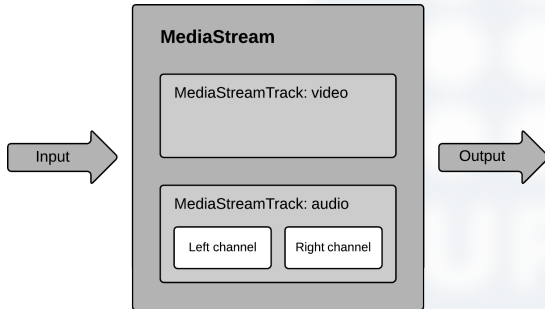 MediaStream
MediaStreamTrack: video
Input
Output
MediaStreamTrack: audio
Left channel
Right channel